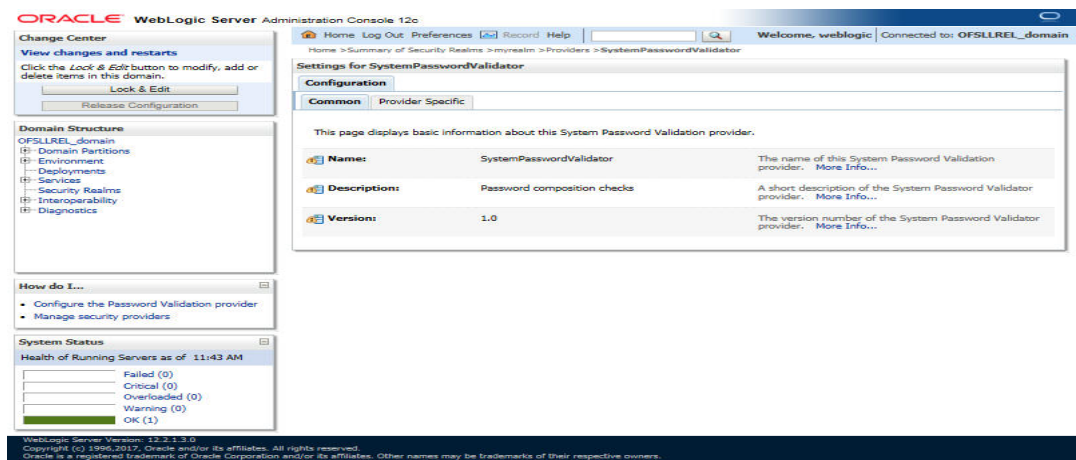 ORACLE WebLogic Server Administration Console 12c
Change Center
View changes and restarts
Click the Lock & Edit button to modify, add or
delete items in this domain.
Lock & Edit
Release Configuration
Domain Structure
OFSLLREL_domain
Domain Partitions
Environment
Deployments
Services
Security Realms
Interoperability
Diagnostics
How do I...
Configure the Password Validation provider
Manage security providers
System Status
Health of Running Servers as of 11:43 AM
Failed (0)
Critical (0)
Overloaded (0)
Warning (0)
OK (1)
Home Log Out Preferences Record Help
Welcome, weblogic Connected to: OFSLLREL_domain
Home >Summary of Security Realms >myrealm >Providers >SystemPasswordValidator
Settings for SystemPasswordValidator
Configuration
Common Provider Specific
This page displays basic information about this System Password Validation provider.
Name: SystemPasswordValidator The name of this System Password Validation
provider. More Info...
Description: Password composition checks A short description of the System Password Validator
provider. More Info...
Version: 1.0 The version number of the System Password Validator
provider. More Info...
WebLogic Server Version: 12.2.1.3.0
Copyright (c) 1996,2017, Oracle and/or its affiliates. All rights reserved.
Oracle is a registered trademark of Oracle Corporation and/or its affiliates. Other names may be trademarks of their respective owners.